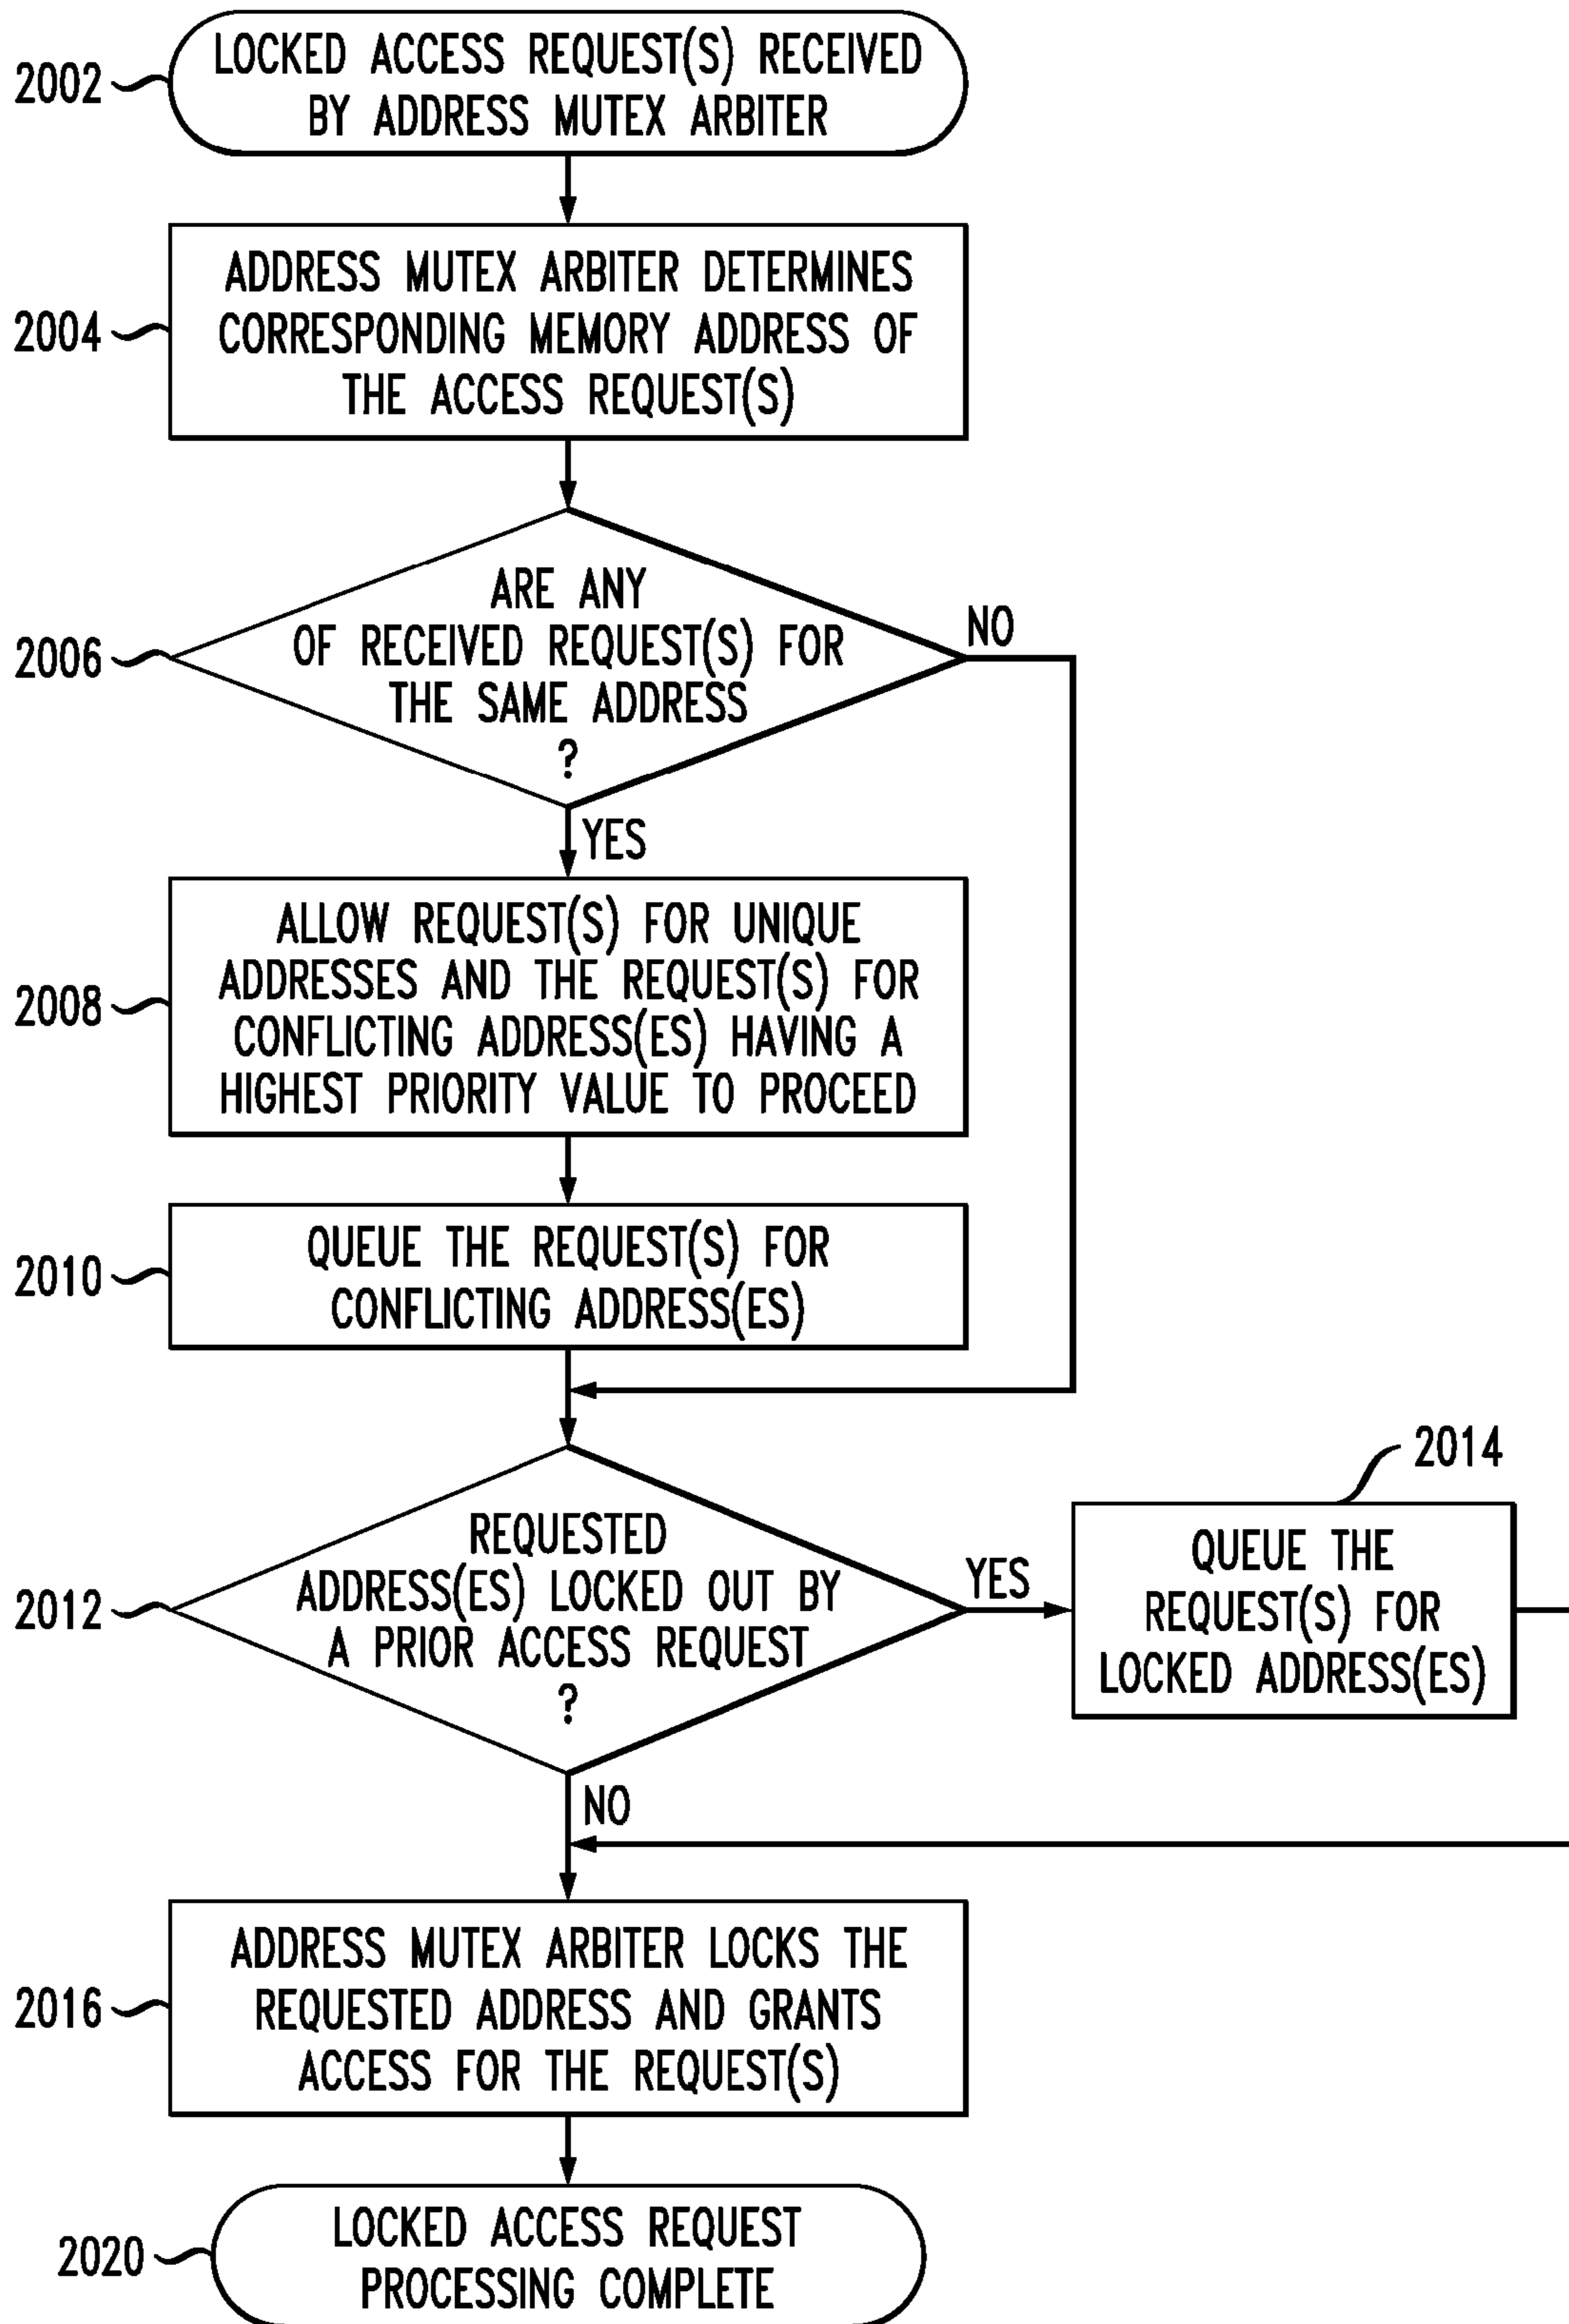 2002
LOCKED ACCESS REQUEST(S) RECEIVED
BY ADDRESS MUTEX ARBITER
2004
ADDRESS MUTEX ARBITER DETERMINES
CORRESPONDING MEMORY ADDRESS OF
THE ACCESS REQUEST(S)
2006
ARE ANY
OF RECEIVED REQUEST(S) FOR
THE SAME ADDRESS
?
NO
YES
2008
ALLOW REQUEST(S) FOR UNIQUE
ADDRESSES AND THE REQUEST(S) FOR
CONFLICTING ADDRESS(ES) HAVING A
HIGHEST PRIORITY VALUE TO PROCEED
2010
QUEUE THE REQUEST(S) FOR
CONFLICTING ADDRESS(ES)
2012
REQUESTED
ADDRESS(ES) LOCKED OUT BY
A PRIOR ACCESS REQUEST
?
YES
2014
QUEUE THE
REQUEST(S) FOR
LOCKED ADDRESS(ES)
NO
2016
ADDRESS MUTEX ARBITER LOCKS THE
REQUESTED ADDRESS AND GRANTS
ACCESS FOR THE REQUEST(S)
2020
LOCKED ACCESS REQUEST
PROCESSING COMPLETE